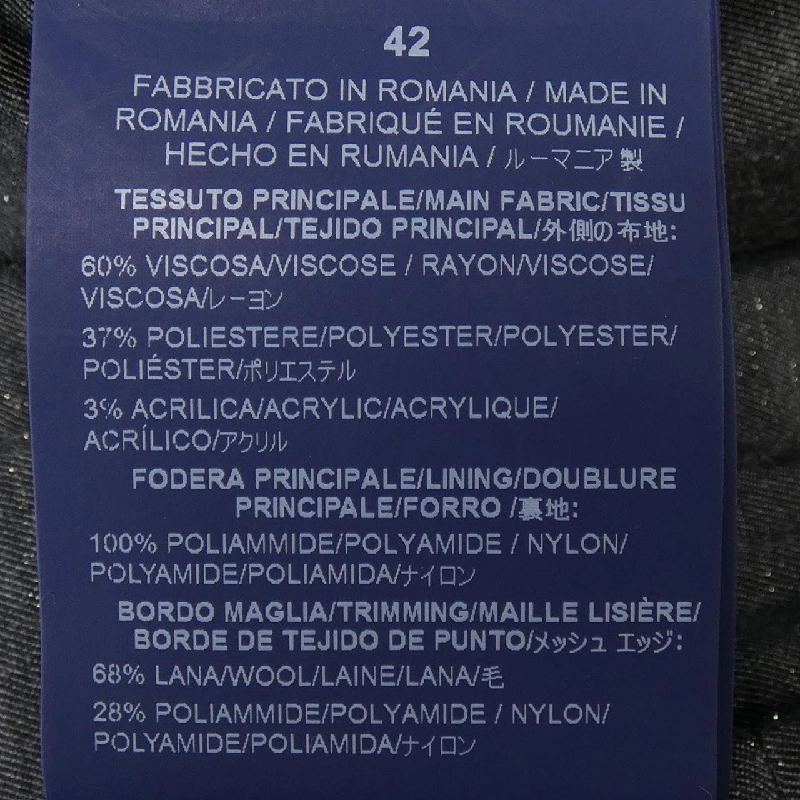 42
FABBRICATO IN ROMANIA / MADE IN
ROMANIA / FABRIQUÉ EN ROUMANIE /
HECHO EN RUMANIA / ルーマニア 製
TESSUTO PRINCIPALE/MAIN FABRIC/TISSU
PRINCIPAL/TEJIDO PRINCIPAL/外側の布地:
60% VISCOSA/VISCOSE / RAYON/VISCOSE/
VISCOSA/レーヨン
37% POLIESTERE/POLYESTER/POLYESTER/
POLIÉSTER/ポリエステル
3% ACRILICA/ACRYLIC/ACRYLIQUE/
ACRÍLICO/アクリル
FODERA PRINCIPALE/LINING/DOUBLURE
PRINCIPALE/FORRO /裏地:
100% POLIAMMIDE/POLYAMIDE / NYLON/
POLYAMIDE/POLIAMIDA/ナイロン
BORDO MAGLIA/TRIMMING/MAILLE LISIÈRE/
BORDE DE TEJIDO DE PUNTO/メッシュ エッジ:
68% LANA/WOOL/LAINE/LANA/毛
28% POLIAMMIDE/POLYAMIDE / NYLON/
POLYAMIDE/POLIAMIDA/ナイロン